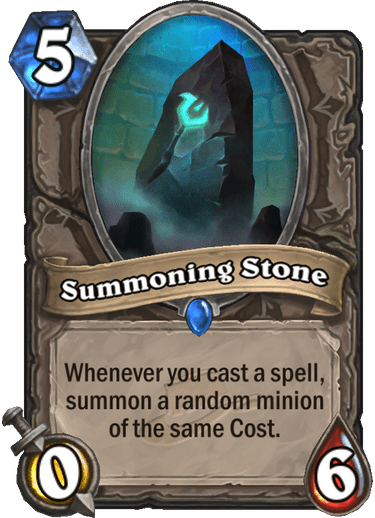 5
Summoning Stone
Whenever you cast a spell,
summon a random minion
of the same Cost.
0
6